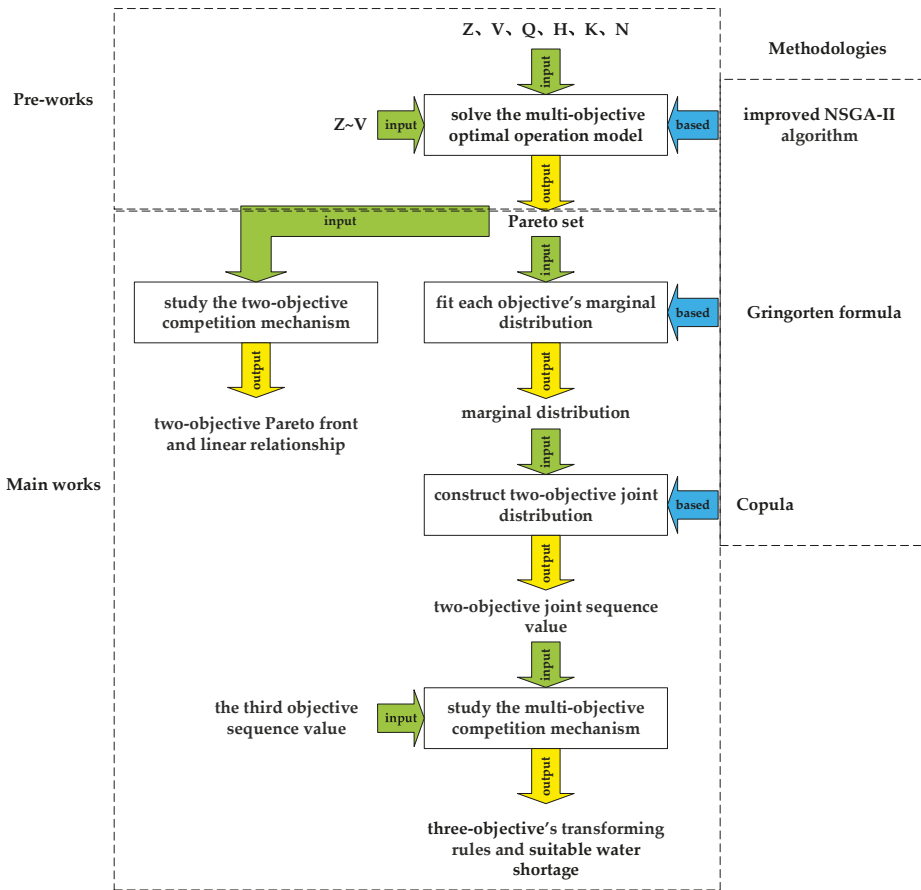 Z、V、Q、H、K、N
Methodologies
input
Pre-works
Z~V
input
solve the multi-objective
optimal operation model
based
improved NSGA-II
algorithm
output
input
Pareto set
input
study the two-objective
competition mechanism
fit each objective's marginal
distribution
based
Gringorten formula
output
output
two-objective Pareto front
and linear relationship
marginal distribution
input
Main works
construct two-objective joint
distribution
based
Copula
output
two-objective joint sequence
value
input
the third objective
sequence value
input
study the multi-objective
competition mechanism
output
three-objective's transforming
rules and suitable water
shortage